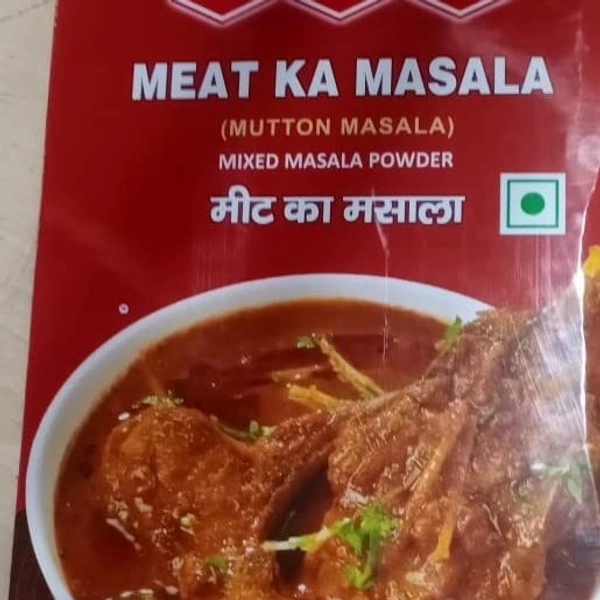 MEAT KA MASALA
(MUTTON MASALA)
MIXED MASALA POWDER
मीट का मसाला